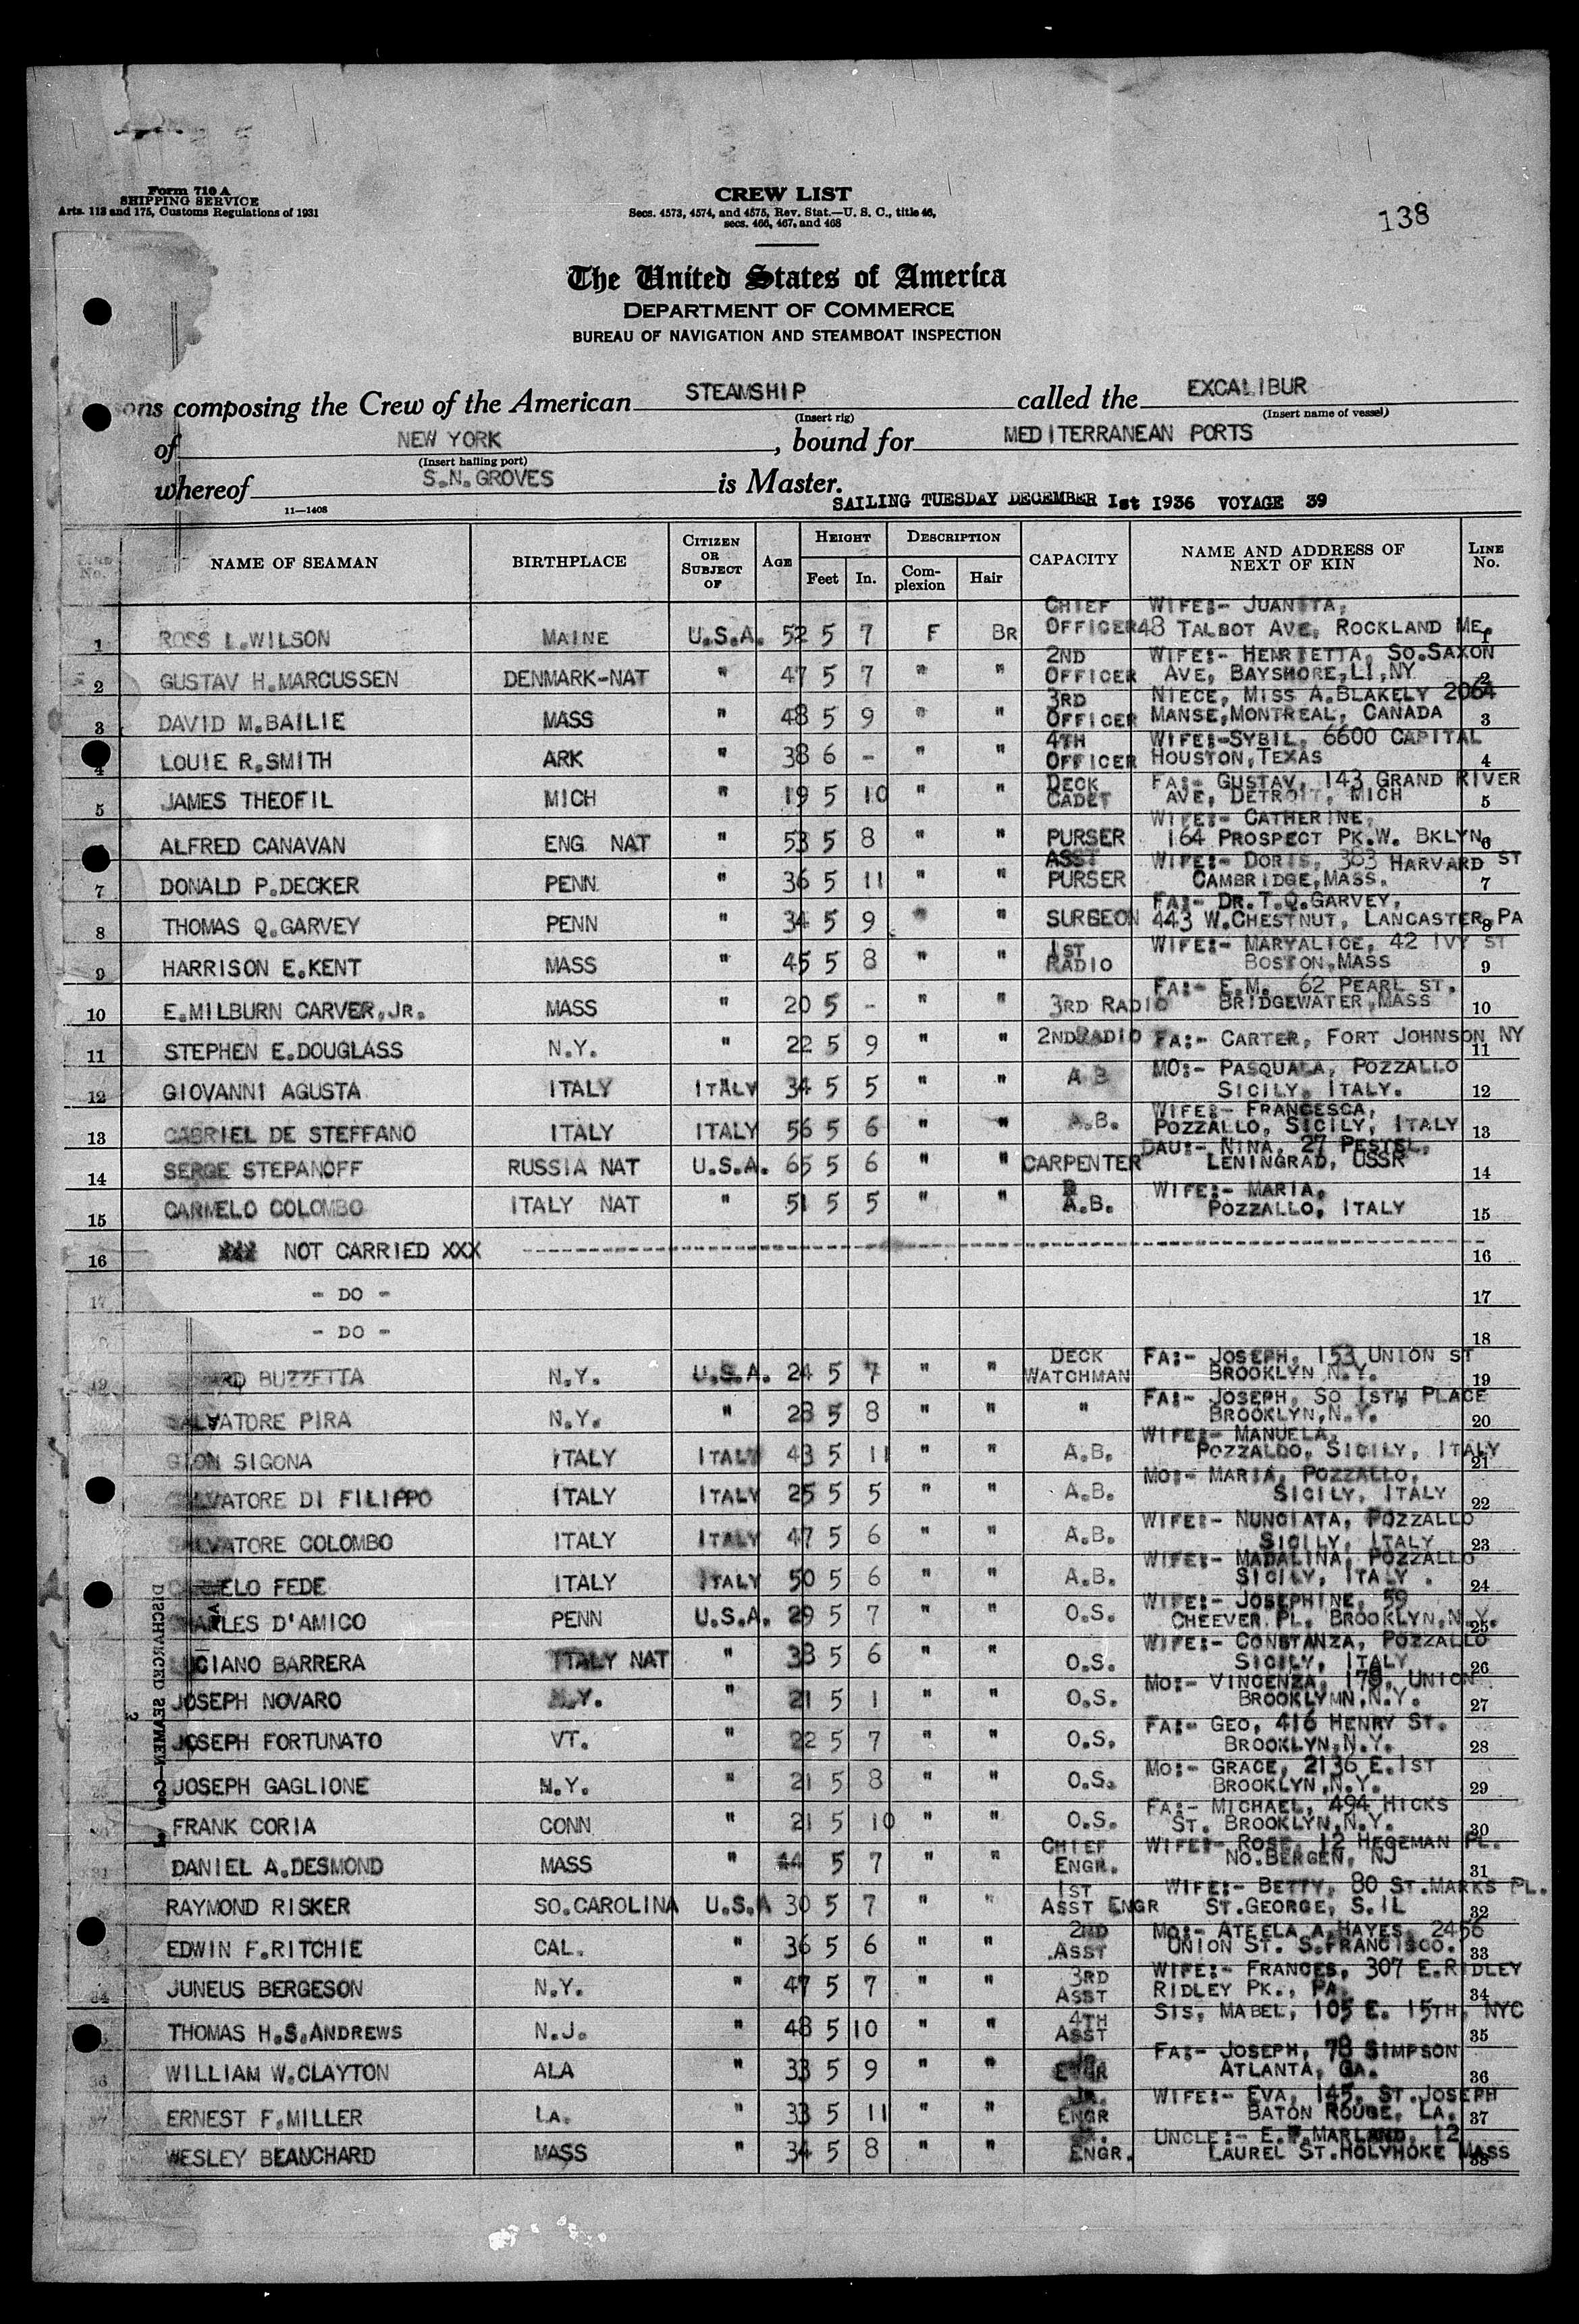 Form 710 A
SHIPPING SERVICE
Arts. 113 and 175, Customs Regulations of 1931
CREW LIST
Secs. 4573, 4574, and 4575, Rev. Stat.—U. S. C., title 46,
secs. 466, 467, and 468
138
The United States of America
DEPARTMENT OF COMMERCE
BUREAU OF NAVIGATION AND STEAMBOAT INSPECTION
ons composing the Crew of the American STEAMSHIP called the EXCALIBUR
(Insert rig) (Insert name of vessel)
of NEW YORK, bound for MEDITERRANEAN PORTS
(Insert hailing port)
whereof S.N.GROVES is Master.
11—1408
SAILING TUESDAY DECEMBER 1st 1936 VOYAGE 39
LINE No. NAME OF SEAMAN BIRTHPLACE CITIZEN OR SUBJECT OF AGE HEIGHT Feet In. DESCRIPTION Complexion Hair CAPACITY NAME AND ADDRESS OF NEXT OF KIN LINE No.
1 ROSS L.WILSON MAINE U.S.A. 52 5 7 F BR CHIEF OFFICER WIFE:- JUANITA, 48 TALBOT AVE, ROCKLAND ME. 1
2 GUSTAV H.MARCUSSEN DENMARK-NAT " 47 5 7 " " 2ND OFFICER WIFE:- HENRIETTA, SO.SAXON AVE, BAYSHORE,LI,NY 2
3 DAVID M.BAILIE MASS " 48 5 9 " " 3RD OFFICER NIECE, MISS A.BLAKELY 2064 MANSE,MONTREAL, CANADA 3
4 LOUIE R.SMITH ARK " 38 6 - " " 4TH OFFICER WIFE:-SYBIL, 6600 CAPITAL HOUSTON,TEXAS 4
5 JAMES THEOFIL MICH " 19 5 10 " " DECK CADET FA:- GUSTAV, 143 GRAND RIVER AVE, DETROIT, MICH 5
ALFRED CANAVAN ENG NAT " 53 5 8 " " PURSER WIFE:- CATHERINE, 164 PROSPECT PK.W. BKLYN 6
7 DONALD P.DECKER PENN " 36 5 11 " " ASST PURSER WIFE:- DORIS, 303 HARVARD ST CAMBRIDGE,MASS. 7
8 THOMAS Q.GARVEY PENN " 34 5 9 " " SURGEON FA:- DR.T.Q.GARVEY, 443 W.CHESTNUT, LANCASTER,PA 8
9 HARRISON E.KENT MASS " 45 5 8 " " 1ST RADIO WIFE:- MARYALICE, 42 IVY ST BOSTON,MASS 9
10 E.MILBURN CARVER,JR. MASS " 20 5 - " " 3RD RADIO FA:- E.M. 62 PEARL ST. BRIDGEWATER,MASS 10
11 STEPHEN E.DOUGLASS N.Y. " 22 5 9 " " 2NDRADIO FA:- CARTER, FORT JOHNSON NY 11
12 GIOVANNI AGUSTA ITALY ITALY 34 5 5 " " A B MO:- PASQUALA, POZZALLO SICILY, ITALY. 12
13 GABRIEL DE STEFFANO ITALY ITALY 56 5 6 " " A.B. WIFE:- FRANCESCA, POZZALLO, SICILY, ITALY 13
14 SERGE STEPANOFF RUSSIA NAT U.S.A. 65 5 6 " " CARPENTER DAU:- NINA, 27 PESTEL, LENINGRAD, USSR 14
15 CARMELO COLOMBO ITALY NAT " 51 5 5 " " A.B. WIFE:- MARIA, POZZALLO, ITALY 15
16 XXX NOT CARRIED XXX 16
17 - DO - 17
- DO - 18
BUZZETTA N.Y. U.S.A. 24 5 7 " " DECK WATCHMAN FA:- JOSEPH, 153 UNION ST BROOKLYN N.Y. 19
SALVATORE PIRA N.Y. " 23 5 8 " " " FA:- JOSEPH, SO 1STH PLACE BROOKLYN,N.Y. 20
SIGONA ITALY ITALY 43 5 11 " " A.B. WIFE:- MANUELA, POZZALOO, SICILY, ITALY 21
SALVATORE DI FILIPPO ITALY ITALY 25 5 5 " " A.B. MO:- MARIA, POZZALLO, SICILY, ITALY 22
SALVATORE COLOMBO ITALY ITALY 47 5 6 " " A.B. WIFE:- NUNCIATA, POZZALLO SICILY, ITALY 23
CARMELO FEDE ITALY ITALY 50 5 6 " " A.B. WIFE:- MADALINA, POZZALLO SICILY, ITALY . 24
CHARLES D'AMICO PENN U.S.A. 29 5 7 " " O.S. WIFE:- JOSEPHINE, 59 CHEEVER PL, BROOKLYN,N.Y. 25
LUCIANO BARRERA ITALY NAT " 38 5 6 " " O.S. WIFE:- CONSTANZA, POZZALLO SICILY, ITALY 26
JOSEPH NOVARO N.Y. " 21 5 1 " " O.S. MO:- VINCENZA, 176, UNION BROOKLYMN,N.Y. 27
JOSEPH FORTUNATO VT. " 22 5 7 " " O.S. FA:- GEO, 416 HENRY ST. BROOKLYN,N.Y. 28
JOSEPH GAGLIONE N.Y. " 21 5 8 " " O.S. MO:- GRACE, 2136 E.1ST BROOKLYN,N.Y. 29
FRANK CORIA CONN " 21 5 10 " " O.S. FA:- MICHAEL, 494 HICKS ST. BROOKLYN,N.Y. 30
31 DANIEL A.DESMOND MASS " 44 5 7 " " CHIEF ENGR. WIFE:- ROSE, 12 HEGEMAN PL. NO.BERGEN, NJ 31
RAYMOND RISKER SO.CAROLINA U.S.A 30 5 7 " " 1ST ASST ENGR WIFE:- BETTY, 80 ST.MARKS PL. ST.GEORGE, S.IL 32
EDWIN F.RITCHIE CAL. " 36 5 6 " " 2ND ASST MO:- ATEELA A.HAYES, 2456 UNION ST. S.FRANCISCO. 33
34 JUNEUS BERGESON N.Y. " 47 5 7 " " 3RD ASST WIFE:- FRANCES, 307 E.RIDLEY RIDLEY PK., PA. 34
THOMAS H.S.ANDREWS N.J. " 48 5 10 " " 4TH ASST SIS, MABEL, 105 E. 15TH, NYC 35
36 WILLIAM W.CLAYTON ALA " 33 5 9 " " ENGR FA:- JOSEPH, 78 SIMPSON ATLANTA, GA. 36
37 ERNEST F.MILLER LA. " 33 5 11 " " JR. ENGR WIFE:- EVA, 145, ST.JOSEPH BATON ROUGE, LA. 37
WESLEY BEANCHARD MASS " 34 5 8 " " ENGR. UNCLE:- E.F.MARLAND, 12 LAUREL ST.HOLYHOKE MASS 38
DISCHARGED SEAMEN—Con